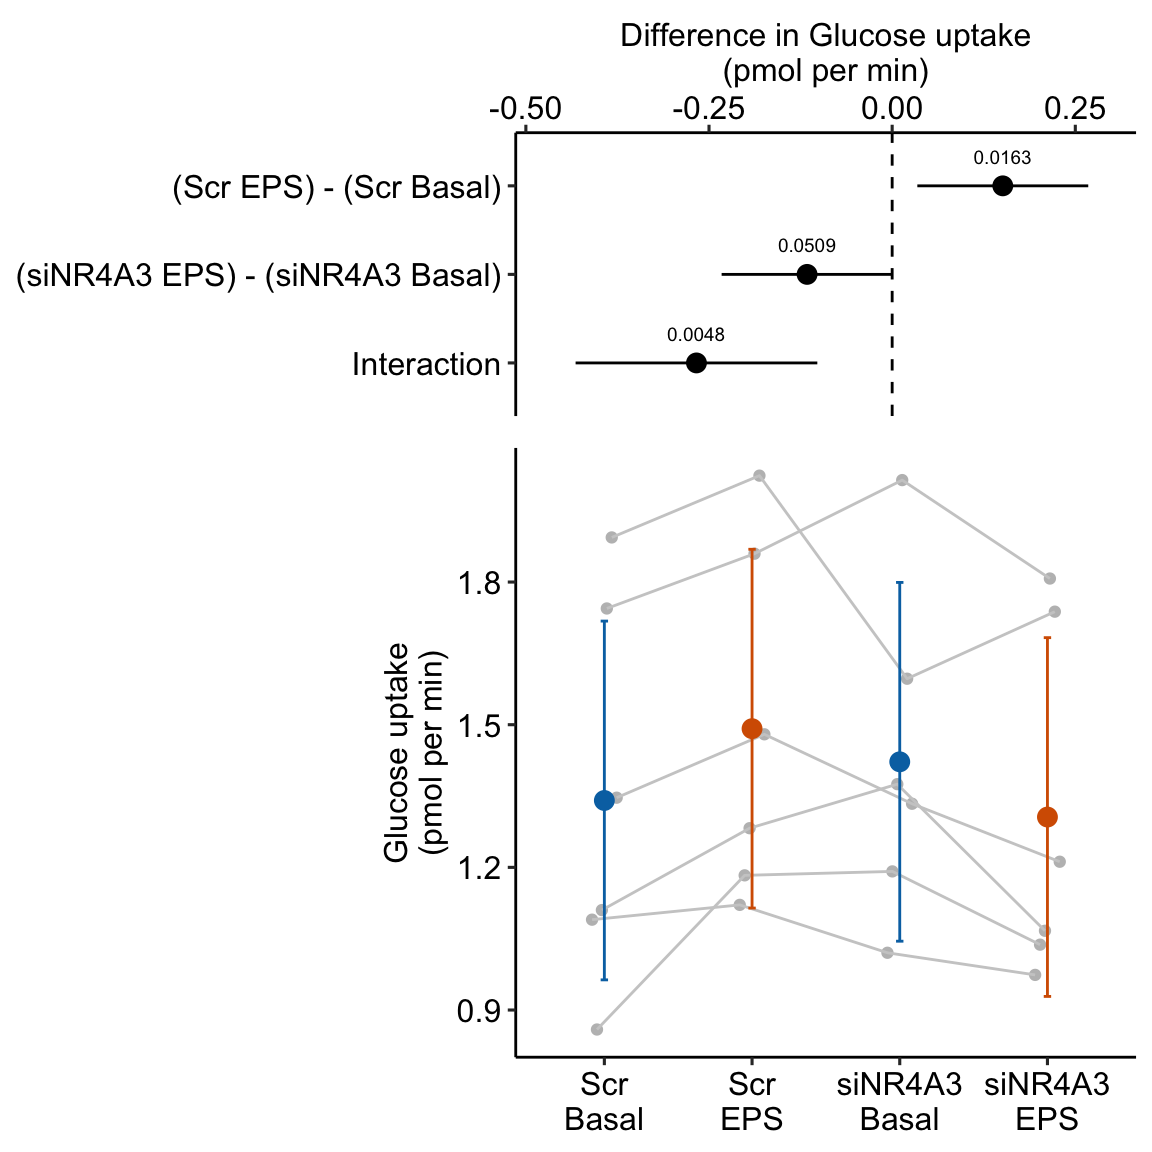 Difference in Glucose uptake
(pmol per min)
-0.50 -0.25 0.00 0.25
(Scr EPS) - (Scr Basal)
0.0163
(siNR4A3 EPS) - (siNR4A3 Basal)
0.0509
Interaction
0.0048
Glucose uptake
(pmol per min)
1.8
1.5
1.2
0.9
Scr Basal
Scr EPS
siNR4A3 Basal
siNR4A3 EPS